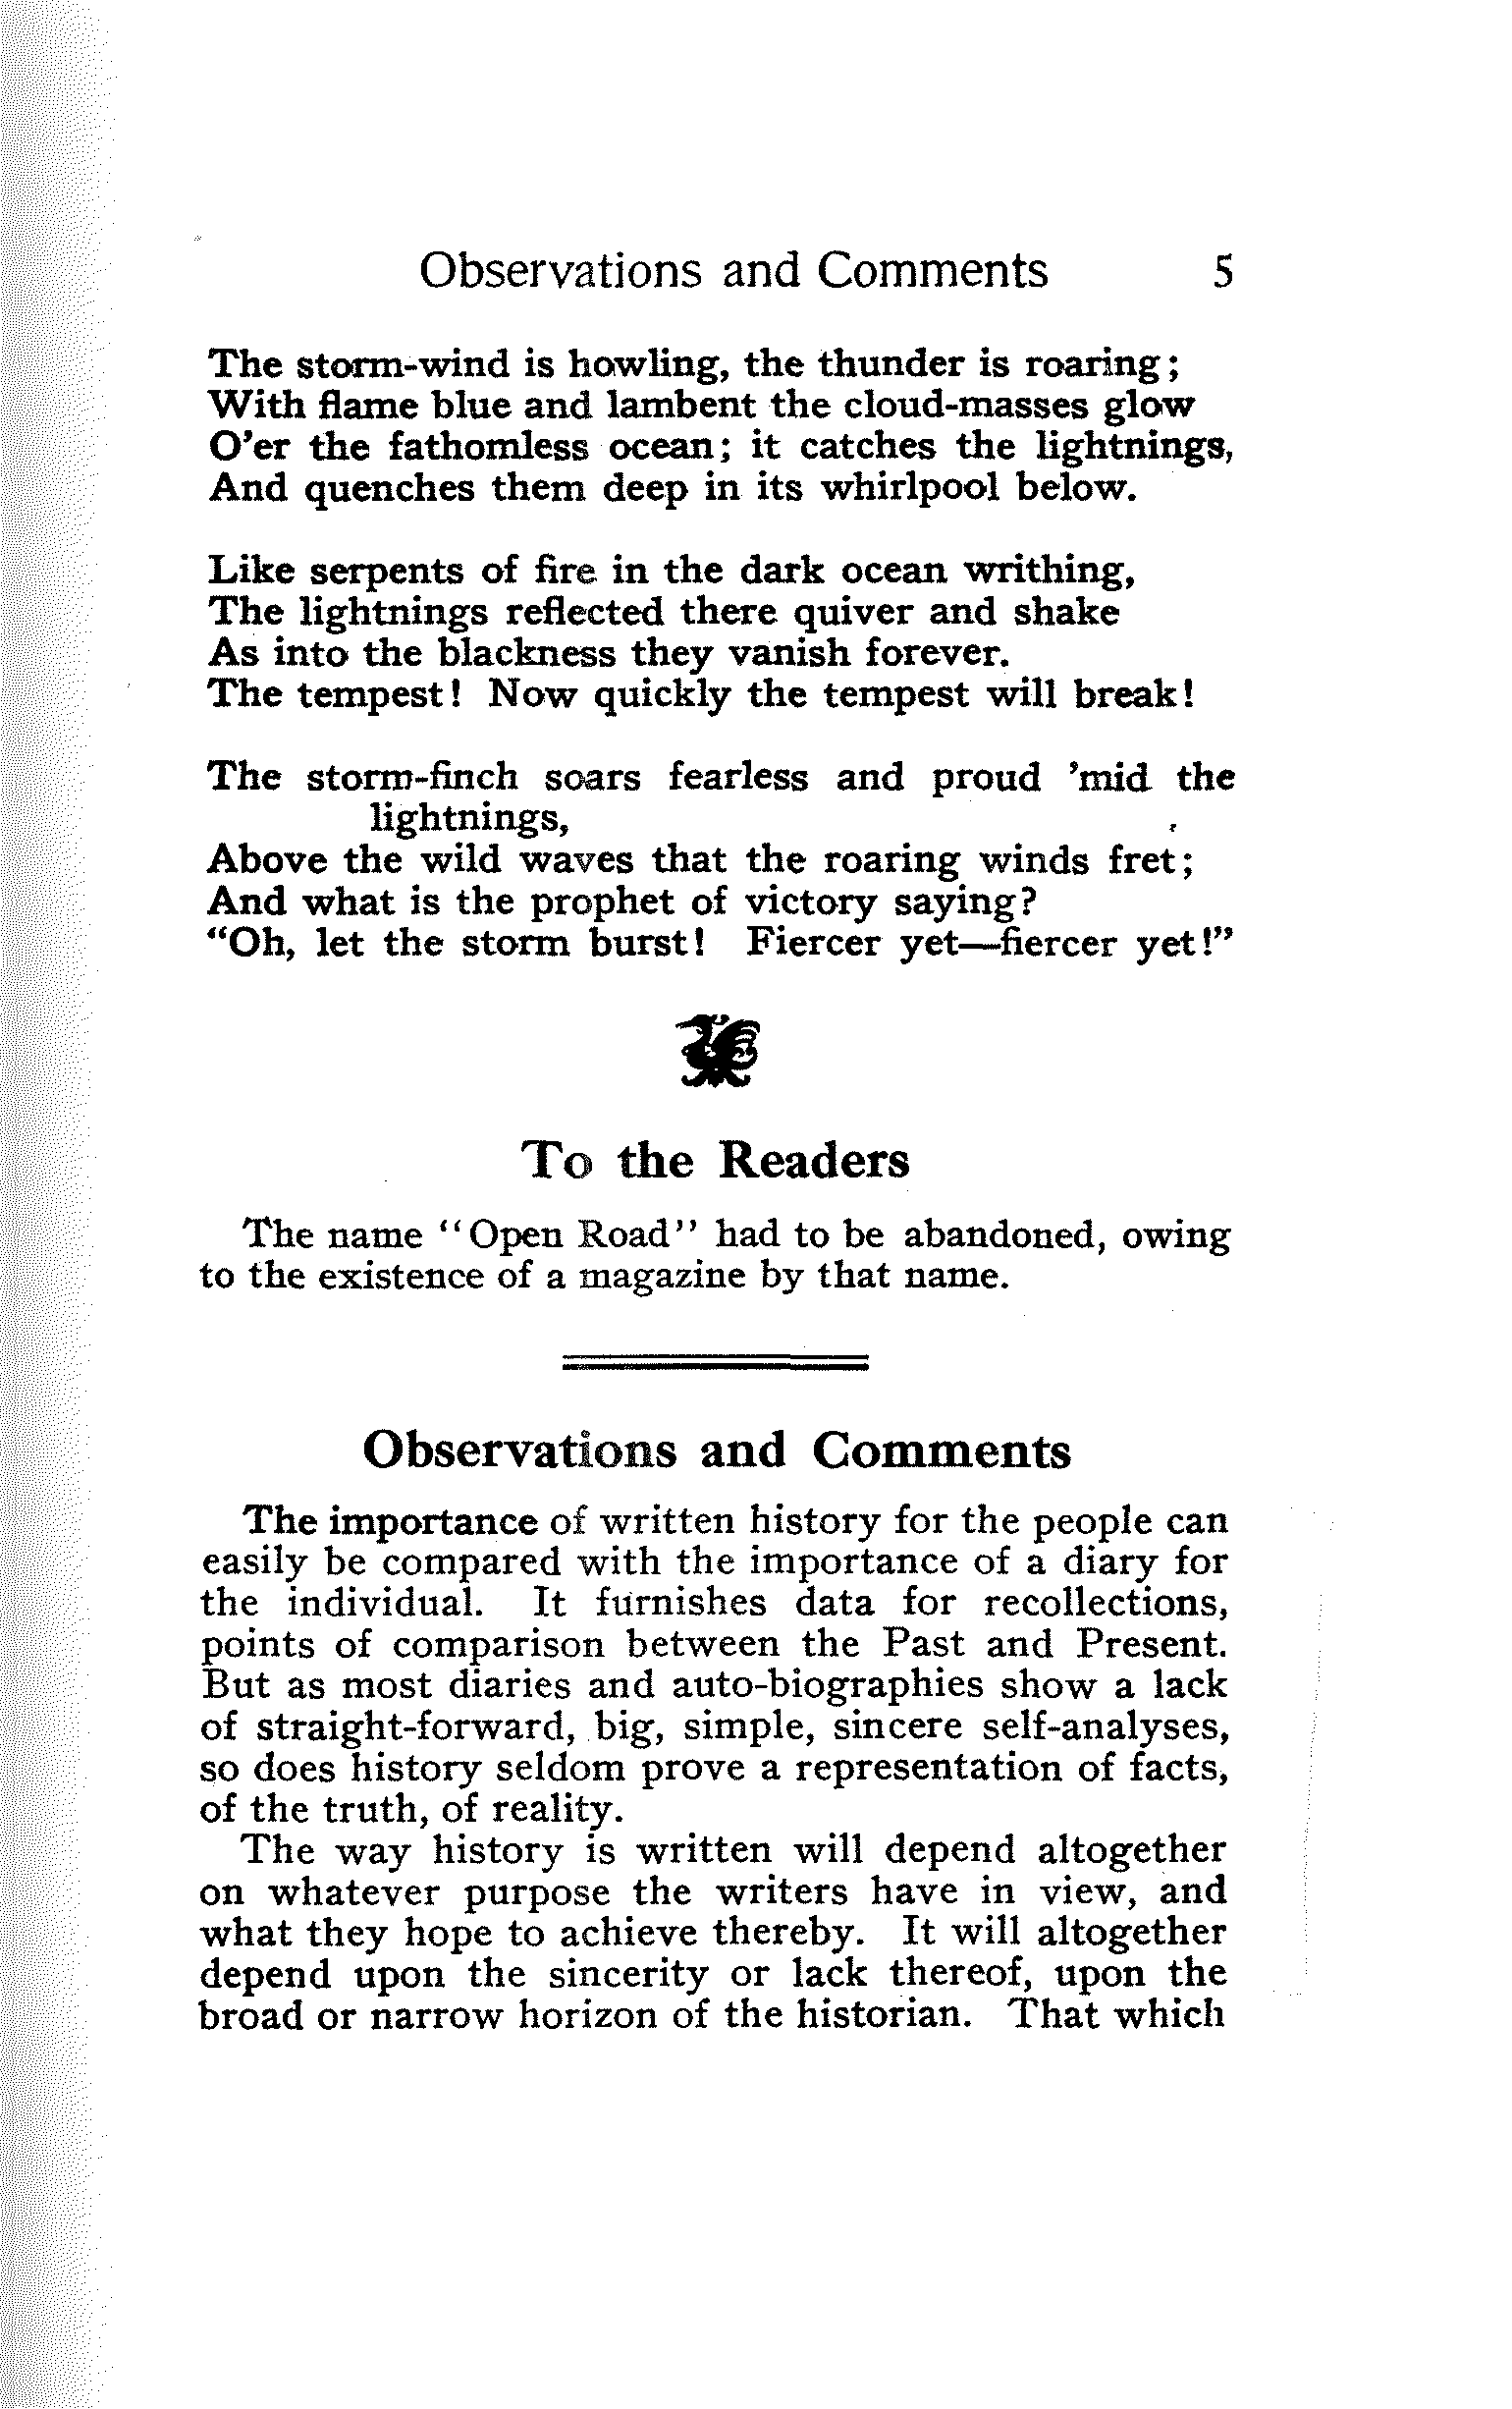 Observations and Comments 5
The storm-wind is howling, the thunder is roaring;
With flame blue and lambent the cloud-masses glow
O'er the fathomless ocean; it catches the lightnings,
And quenches them deep in its whirlpool below.
Like serpents of fire in the dark ocean writhing,
The lightnings reflected there quiver and shake
As into the blackness they vanish forever.
The tempest! Now quickly the tempest will break!
The storm-finch soars fearless and proud 'mid the
lightnings,
Above the wild waves that the roaring winds fret;
And what is the prophet of victory saying?
“Oh, let the storm burst! Fiercer yet—fiercer yet!”
To the Readers
The name “Open Road” had to be abandoned, owing
to the existence of a magazine by that name.
Observations and Comments
The importance of written history for the people can
easily be compared with the importance of a diary for
the individual. It furnishes data for recollections,
points of comparison between the Past and Present.
But as most diaries and auto-biographies show a lack
of straight-forward, big, simple, sincere self-analyses,
so does history seldom prove a representation of facts,
of the truth, of reality.
The way history is written will depend altogether
on whatever purpose the writers have in view, and
what they hope to achieve thereby. It will altogether
depend upon the sincerity or lack thereof, upon the
broad or narrow horizon of the historian. That which